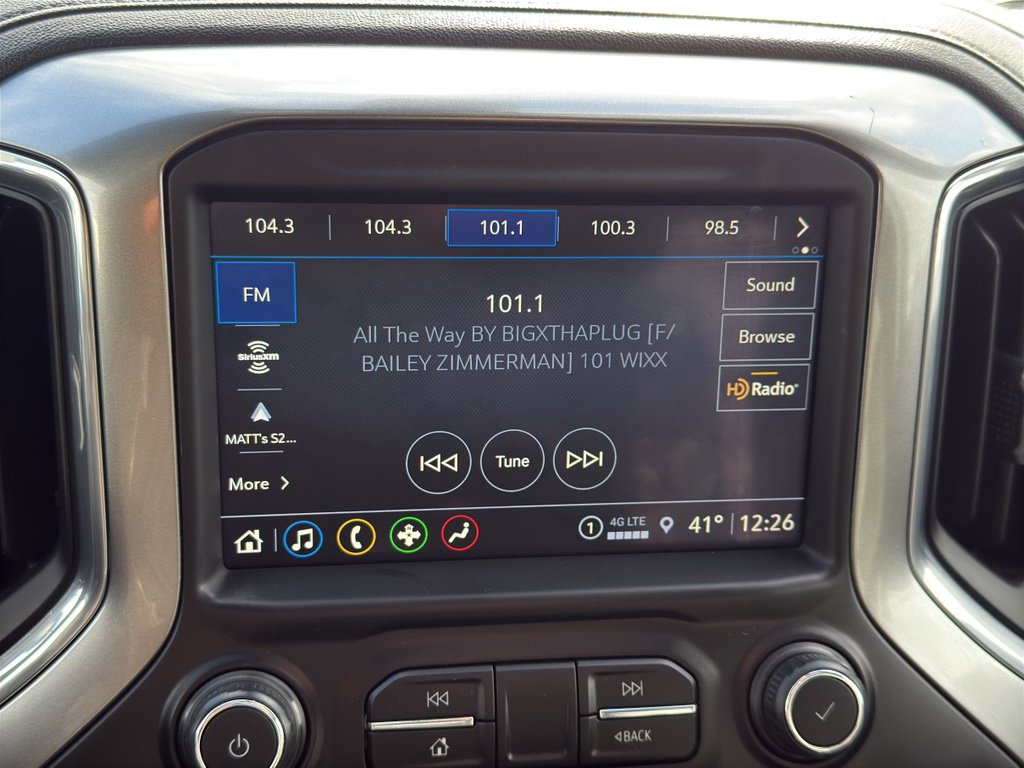 104.3 104.3 101.1 100.3 98.5
FM
SiriusXM
MATT's S2...
More
101.1
All The Way BY BIGXTHAPLUG [F/
BAILEY ZIMMERMAN] 101 WIXX
Tune
Sound
Browse
HD Radio
1 4G LTE 41° 12:26
BACK